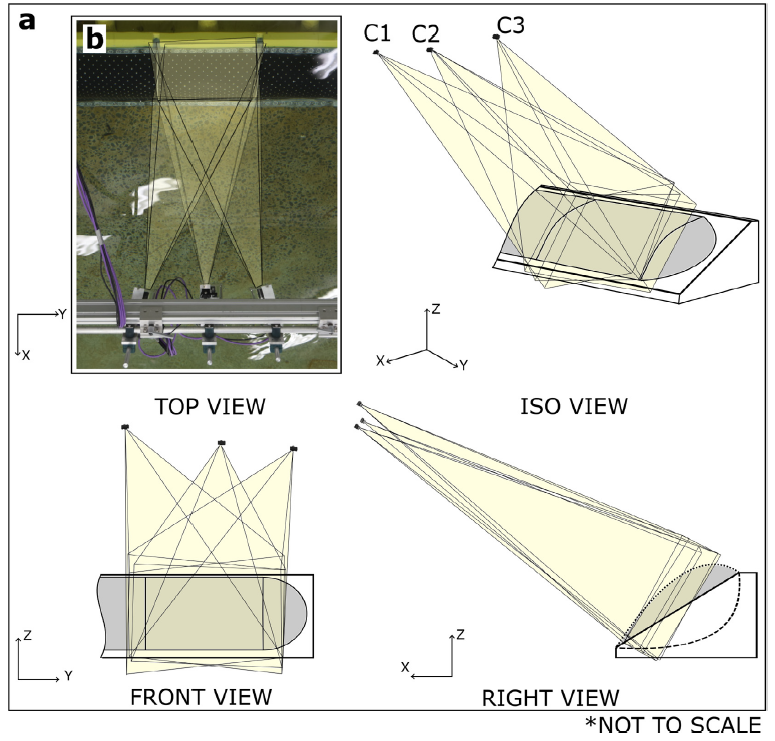 a
b
C1 C2 C3
Y
X
Z
X
Y
TOP VIEW
ISO VIEW
Z
Y
Z
X
FRONT VIEW
RIGHT VIEW
*NOT TO SCALE